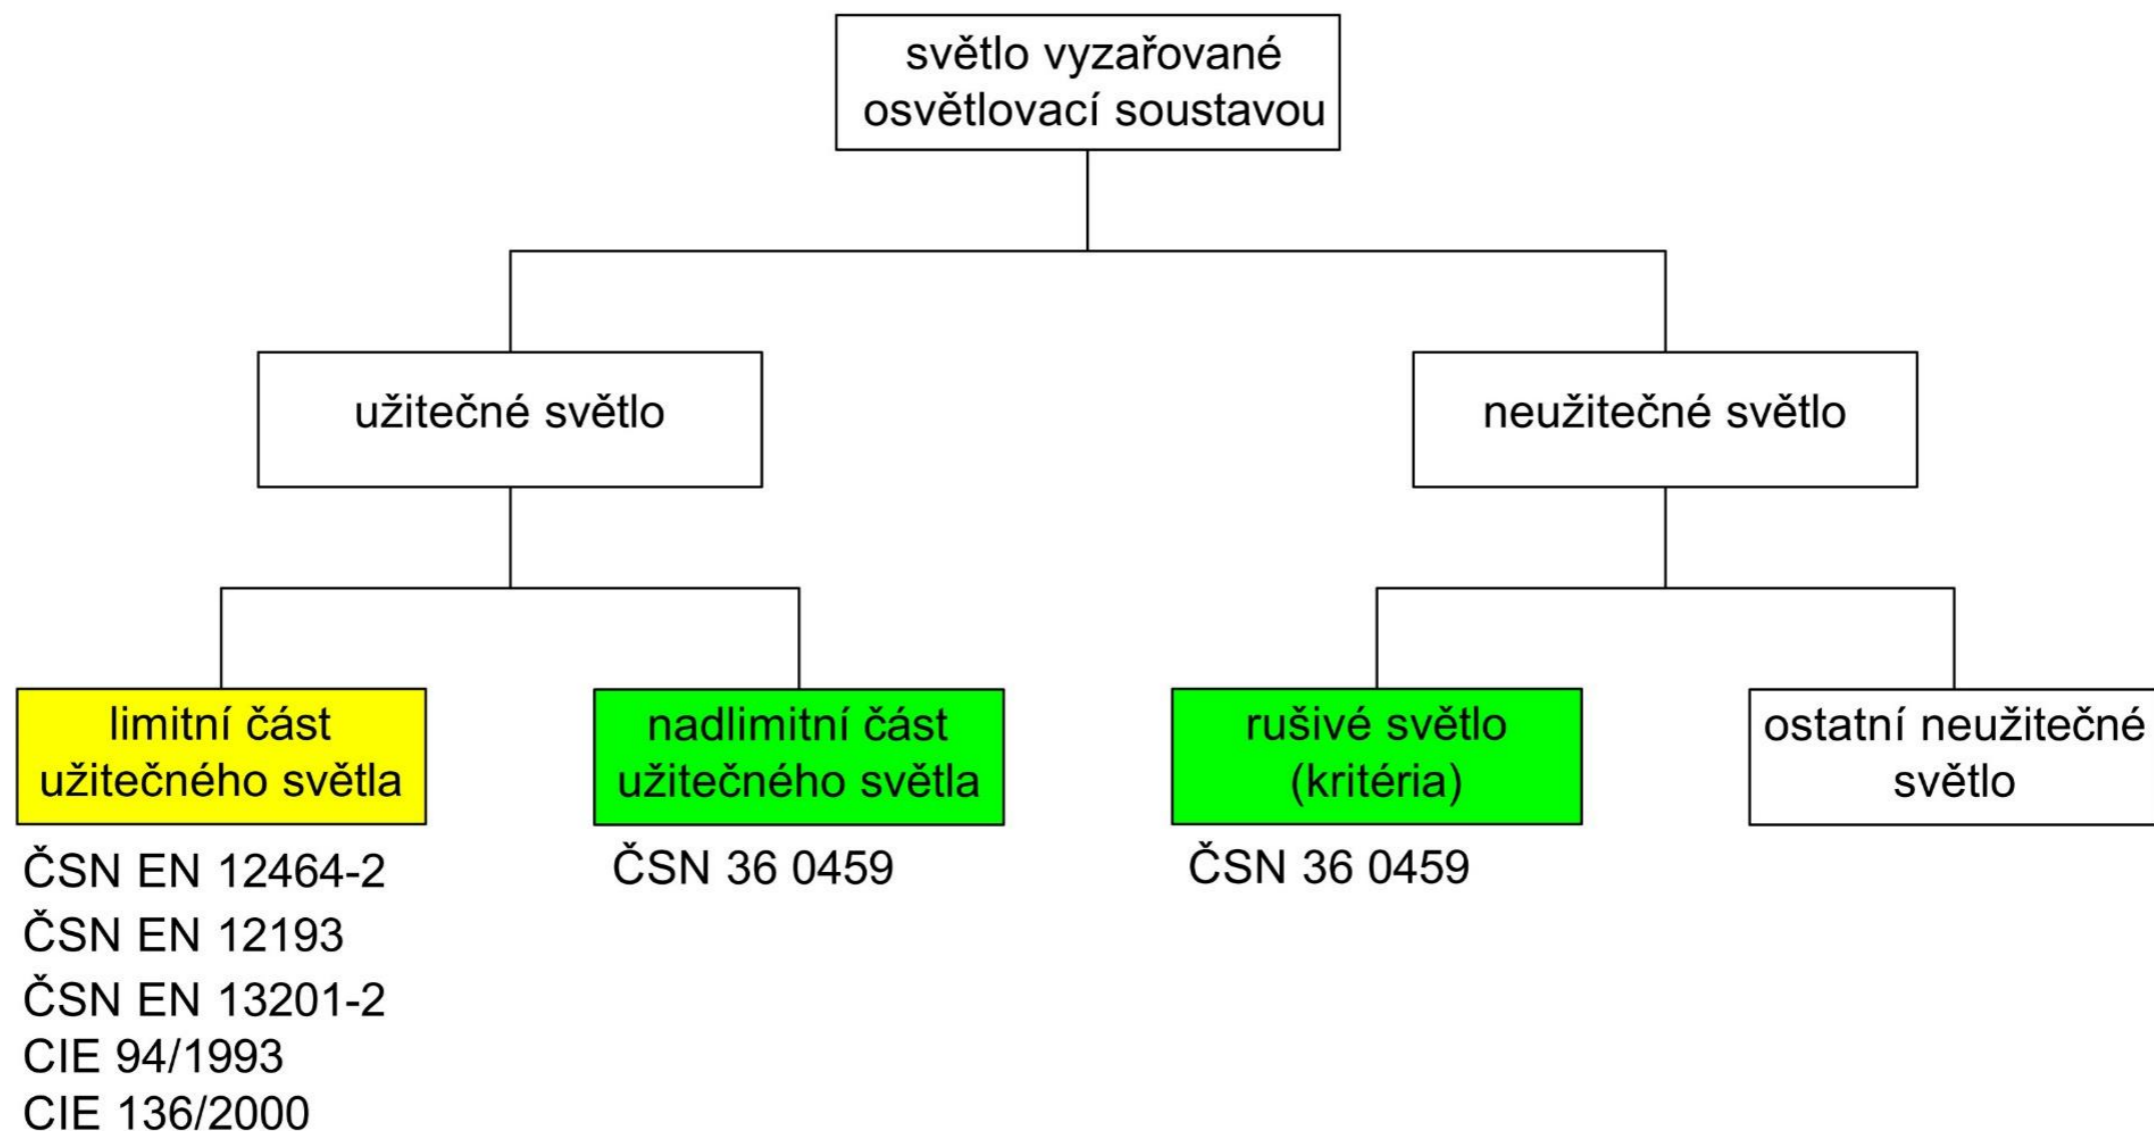 světlo vyzařované
osvětlovací soustavou
užitečné světlo
neužitečné světlo
limitní část
užitečného světla
nadlimitní část
užitečného světla
rušivé světlo
(kritéria)
ostatní neužitečné
světlo
ČSN EN 12464-2
ČSN EN 12193
ČSN EN 13201-2
CIE 94/1993
CIE 136/2000
ČSN 36 0459
ČSN 36 0459